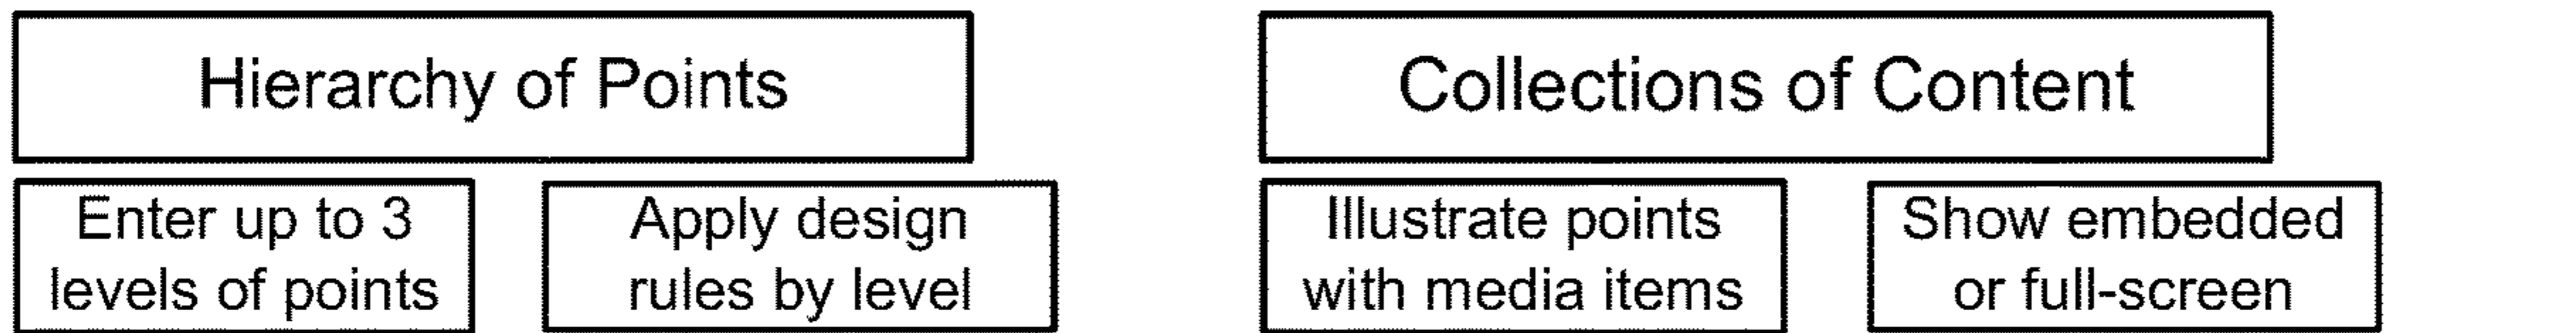 Hierarchy of Points
Collections of Content
Enter up to 3
levels of points
Apply design
rules by level
Illustrate points
with media items
Show embedded
or full-screen